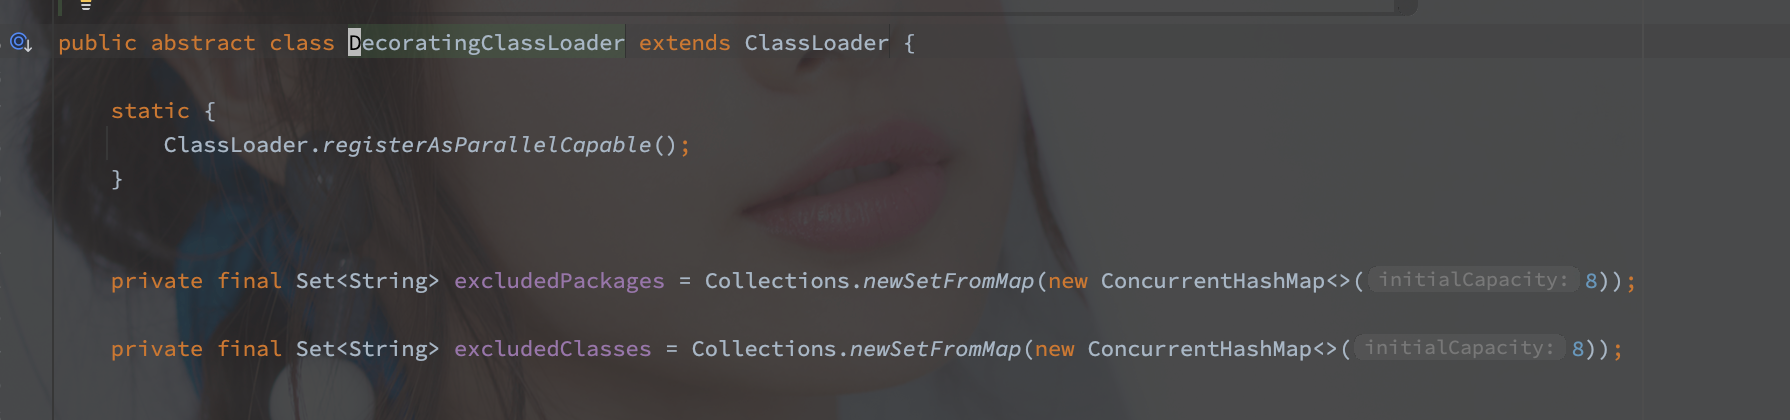 public abstract class DecoratingClassLoader extends ClassLoader {
static {
ClassLoader.registerAsParallelCapable();
}
private final Set<String> excludedPackages = Collections.newSetFromMap(new ConcurrentHashMap<>( initialCapacity: 8));
private final Set<String> excludedClasses = Collections.newSetFromMap(new ConcurrentHashMap<>( initialCapacity: 8));